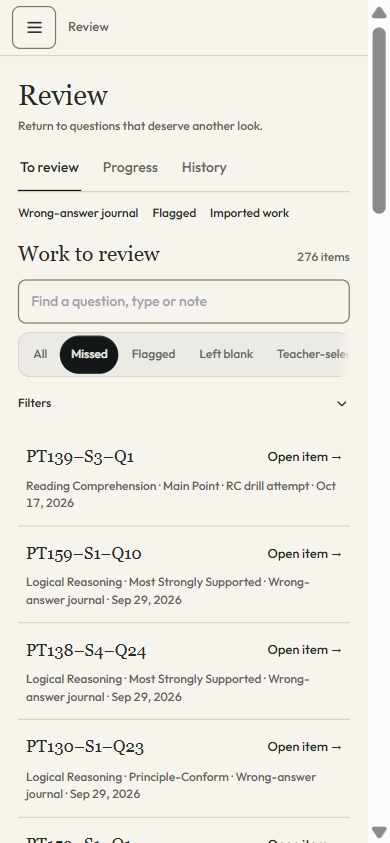 Review
Review
Return to questions that deserve another look.
To review Progress History
Wrong-answer journal Flagged Imported work
Work to review 276 items
Find a question, type or note
All Missed Flagged Left blank Teacher-sele
Filters
PT139–S3–Q1 Open item →
Reading Comprehension · Main Point · RC drill attempt · Oct
17, 2026
PT159–S1–Q10 Open item →
Logical Reasoning · Most Strongly Supported · Wrong-
answer journal · Sep 29, 2026
PT138–S4–Q24 Open item →
Logical Reasoning · Most Strongly Supported · Wrong-
answer journal · Sep 29, 2026
PT130–S1–Q23 Open item →
Logical Reasoning · Principle-Conform · Wrong-answer
journal · Sep 29, 2026